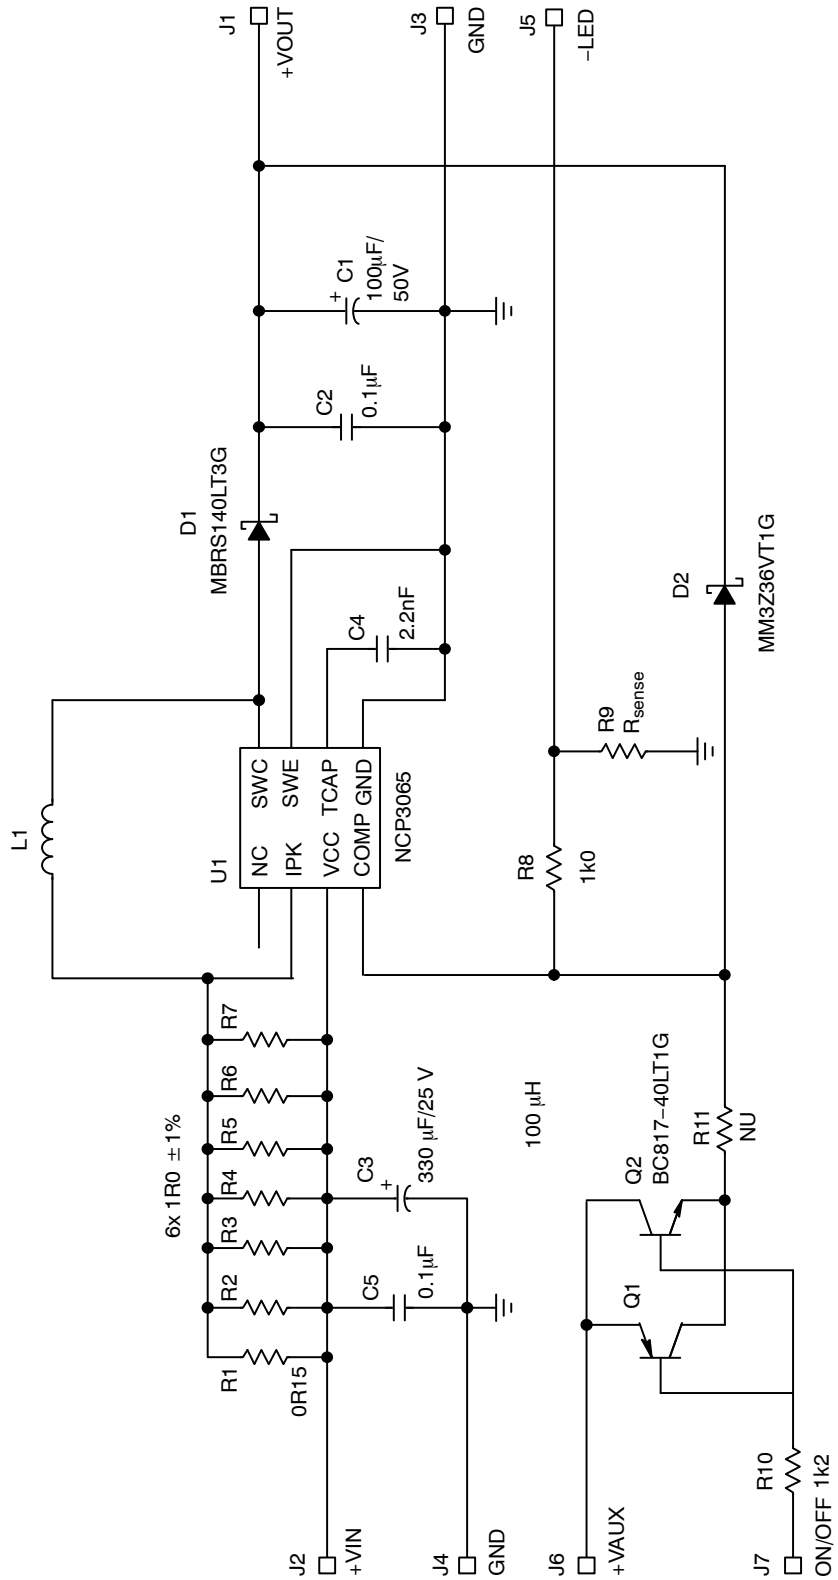 L1
U1
NC SWC
IPK SWE
VCC TCAP
COMP GND
NCP3065
6x 1R0 ±1%
R1
0R15
R2
R3
R4
R5
R6
R7
D1
MBRS140LT3G
C2
0.1µF
+
C1
100µF/
50V
J1
+VOUT
J3
GND
J5
-LED
C4
2.2nF
C5
0.1µF
+
C3
330 µF/25 V
J2
+VIN
J4
GND
100 µH
R8
1k0
R9
Rsense
D2
MM3Z36VT1G
Q1
Q2
BC817-40LT1G
R11
NU
J6
+VAUX
J7
ON/OFF
R10
1k2